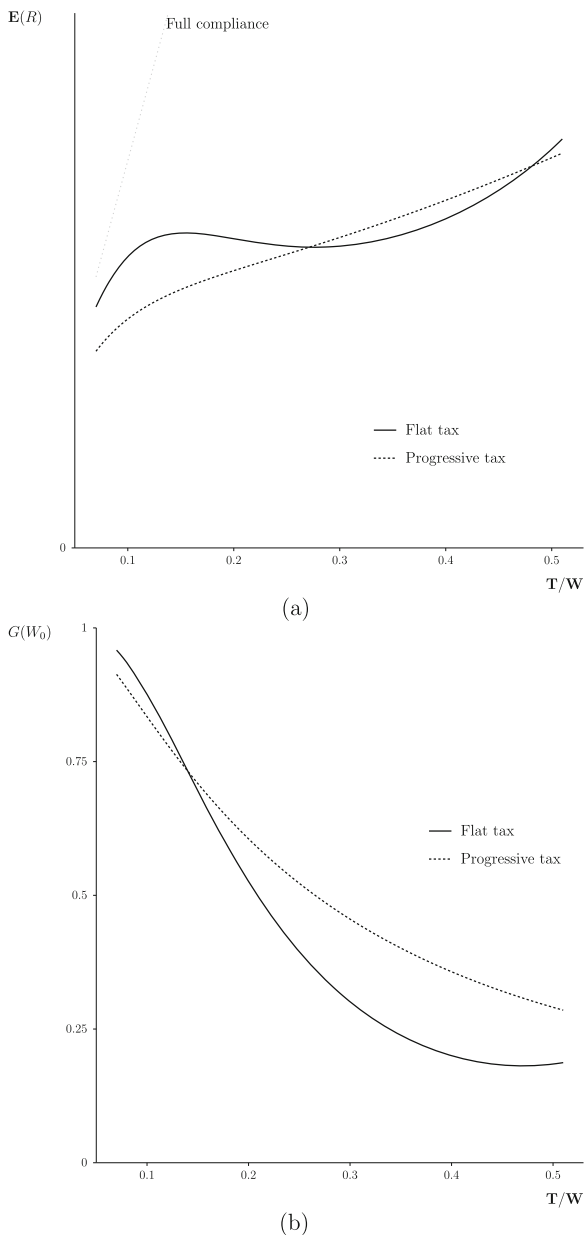 E(R)
Full compliance
Flat tax
Progressive tax
0
0.1 0.2 0.3 0.4 0.5
T/W
(a)
G(W₀)
1
0.75
Flat tax
Progressive tax
0.5
0.25
0
0.1 0.2 0.3 0.4 0.5
T/W
(b)